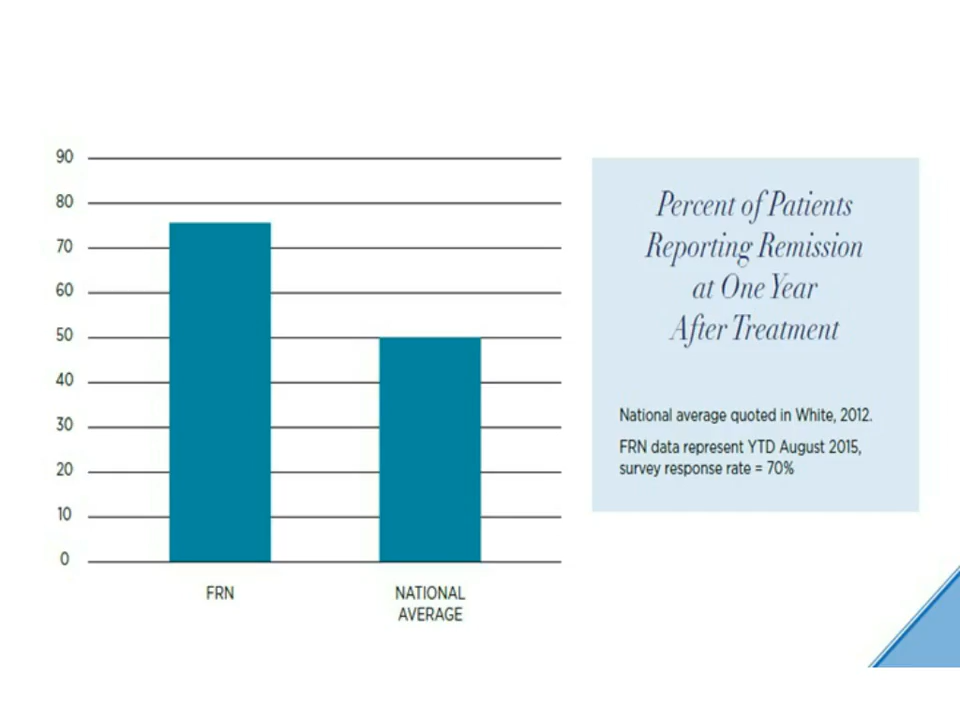 90
80
70
60
50
40
30
20
10
0
FRN
NATIONAL
AVERAGE
Percent of Patients
Reporting Remission
at One Year
After Treatment
National average quoted in White, 2012.
FRN data represent YTD August 2015,
survey response rate = 70%